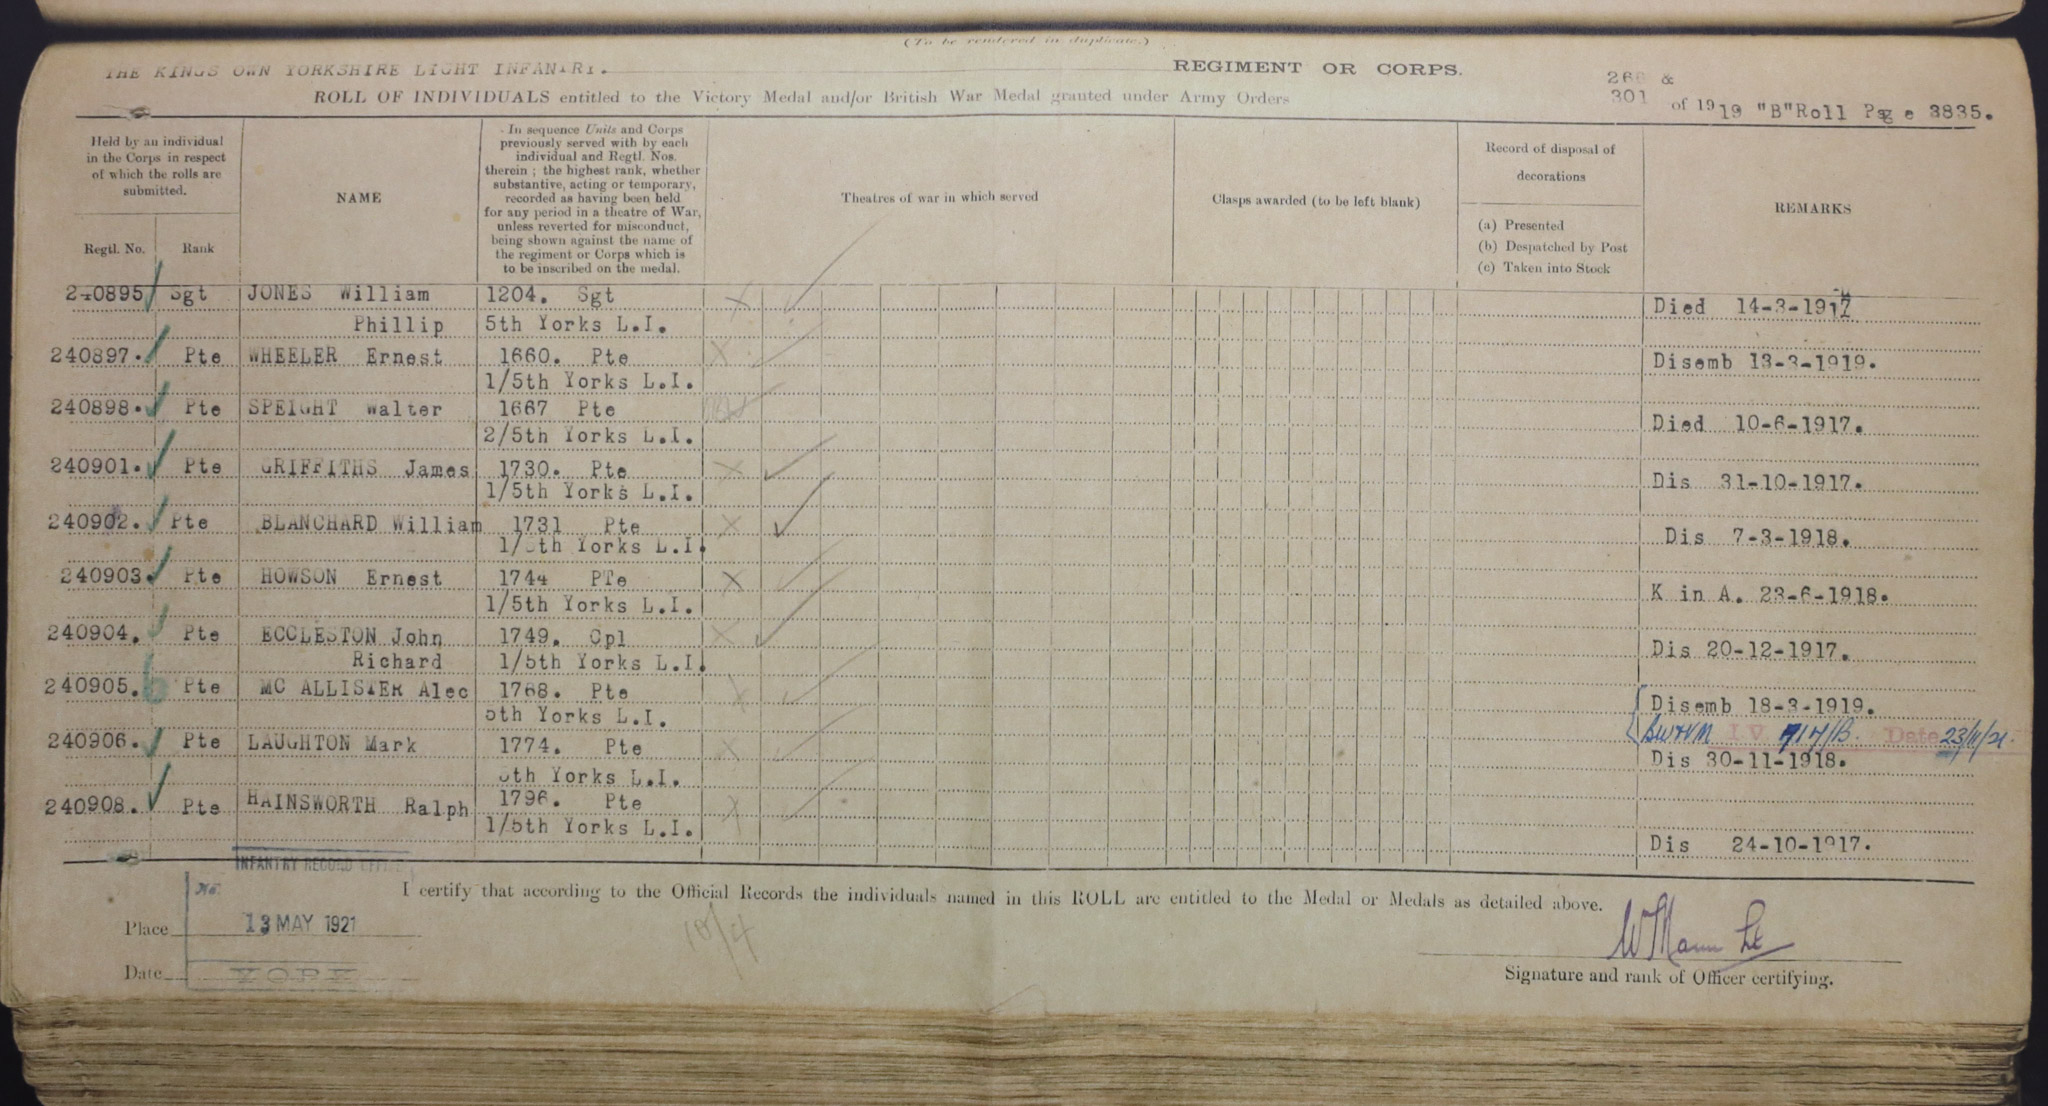 (To be rendered in duplicate.)
THE KINGS OWN YORKSHIRE LIGHT INFANTRY. REGIMENT OR CORPS.
ROLL OF INDIVIDUALS entitled to the Victory Medal and/or British War Medal granted under Army Orders 266 & 301 of 1919 "B"Roll Page 3835.
Held by an individual
in the Corps in respect
of which the rolls are
submitted.
Regtl. No. Rank
NAME
In sequence Units and Corps
previously served with by each
individual and Regtl. Nos.
therein ; the highest rank, whether
substantive, acting or temporary,
recorded as having been held
for any period in a theatre of War,
unless reverted for misconduct,
being shown against the name of
the regiment or Corps which is
to be inscribed on the medal.
Theatres of war in which served
Clasps awarded (to be left blank)
Record of disposal of
decorations
(a) Presented
(b) Despatched by Post
(c) Taken into Stock
REMARKS
240895 Sgt JONES William 1204. Sgt
Phillip 5th Yorks L.I. Died 14-3-1917
240897. Pte WHEELER Ernest 1660. Pte
1/5th Yorks L.I. Disemb 13-3-1919.
240898. Pte SPEIGHT Walter 1667 Pte
2/5th Yorks L.I. Died 10-6-1917.
240901. Pte GRIFFITHS James 1730. Pte
1/5th Yorks L.I. Dis 31-10-1917.
240902. Pte BLANCHARD William 1731 Pte
1/5th Yorks L.I. Dis 7-3-1918.
240903 Pte HOWSON Ernest 1744 PTe
1/5th Yorks L.I. K in A. 23-6-1918.
240904. Pte ECCLESTON John 1749. Cpl
Richard 1/5th Yorks L.I. Dis 20-12-1917.
240905. Pte MC ALLISTER Alec 1768. Pte
5th Yorks L.I. Disemb 18-3-1919.
BW&VM I.V. 717/B. Date 23/11/21.
240906. Pte LAUGHTON Mark 1774. Pte
5th Yorks L.I. Dis 30-11-1918.
240908. Pte HAINSWORTH Ralph 1796. Pte
1/5th Yorks L.I. Dis 24-10-1917.
INFANTRY RECORD OFFICE
No.
I certify that according to the Official Records the individuals named in this ROLL are entitled to the Medal or Medals as detailed above.
Place 13 MAY 1921
Date YORK
W Mann Lt
Signature and rank of Officer certifying.